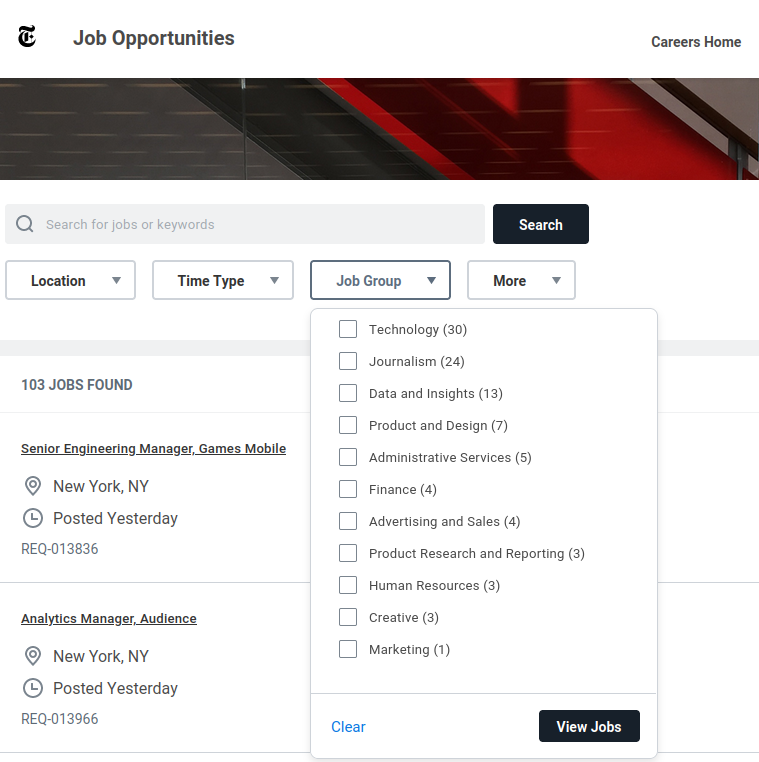 Job Opportunities
Careers Home
Search for jobs or keywords
Search
Location
Time Type
Job Group
More
Technology (30)
Journalism (24)
Data and Insights (13)
Product and Design (7)
Administrative Services (5)
Finance (4)
Advertising and Sales (4)
Product Research and Reporting (3)
Human Resources (3)
Creative (3)
Marketing (1)
Clear
View Jobs
103 JOBS FOUND
Senior Engineering Manager, Games Mobile
New York, NY
Posted Yesterday
REQ-013836
Analytics Manager, Audience
New York, NY
Posted Yesterday
REQ-013966